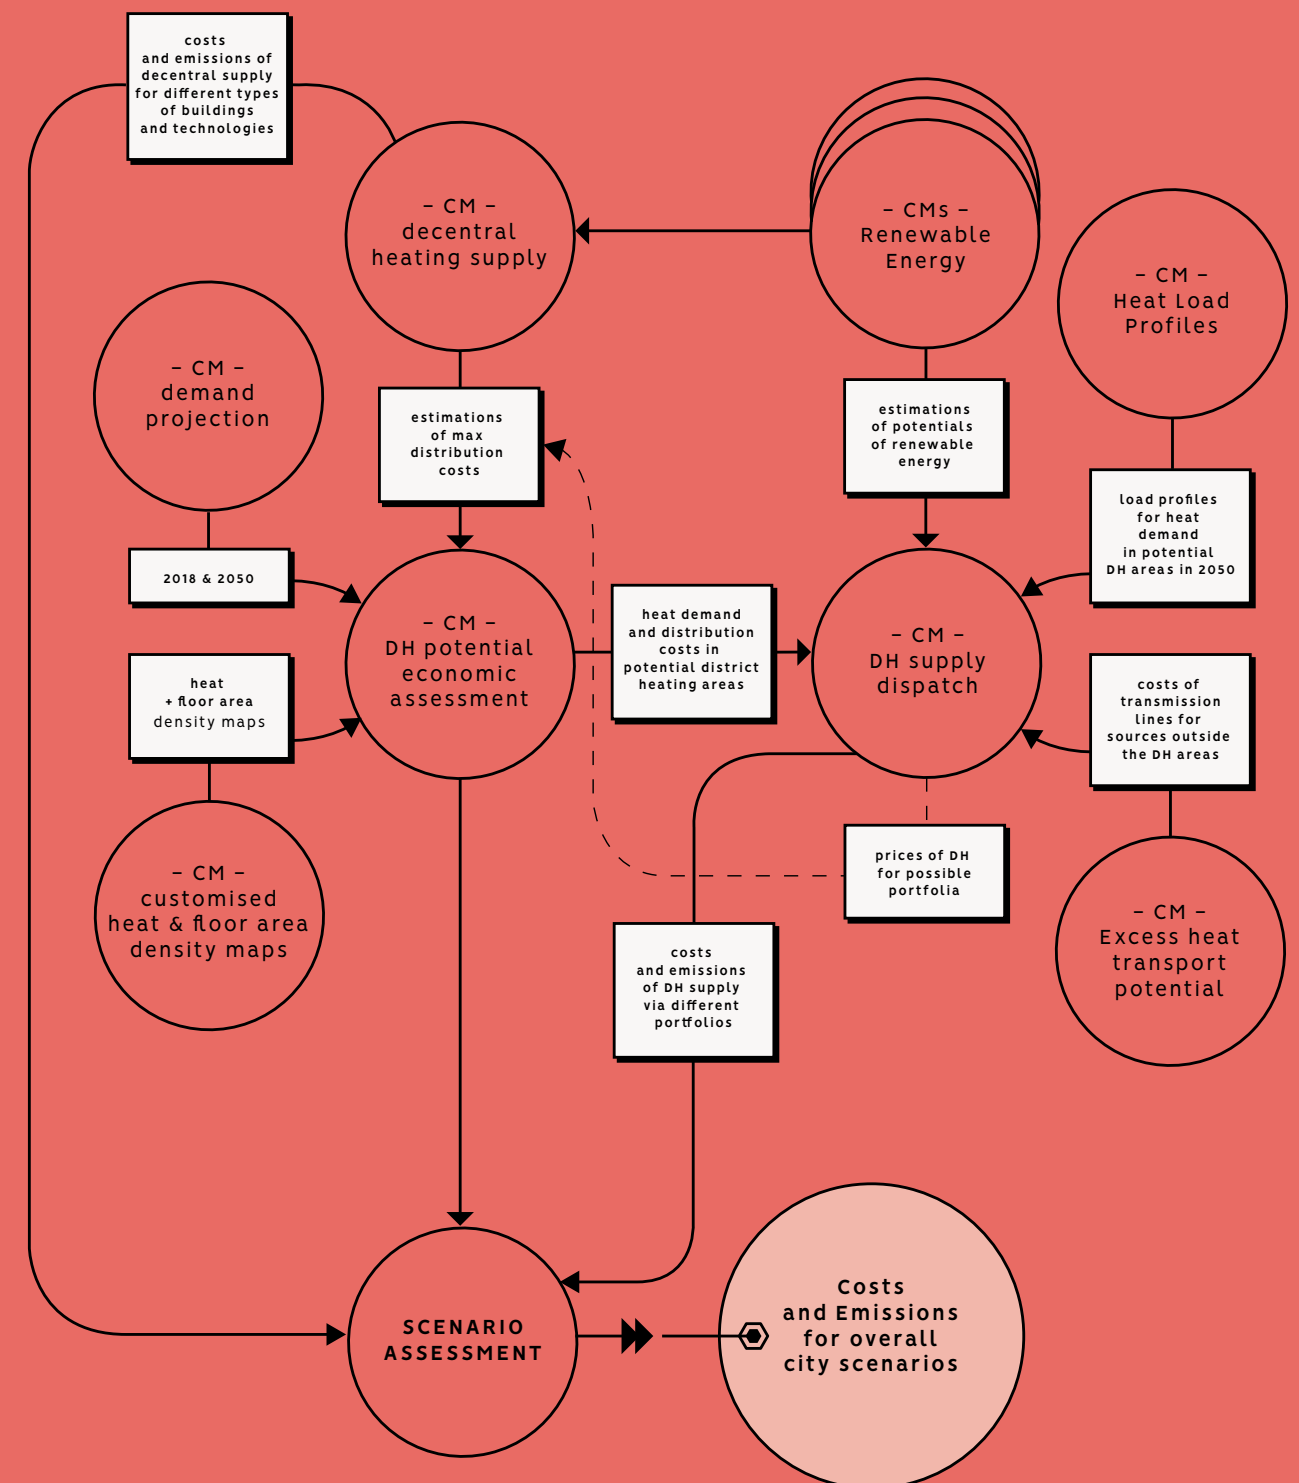 costs
and emissions of
decentral supply
for different types
of buildings
and technologies
– CM –
decentral
heating supply
– CMs –
Renewable
Energy
– CM –
Heat Load
Profiles
– CM –
demand
projection
estimations
of max
distribution
costs
estimations
of potentials
of renewable
energy
load profiles
for heat
demand
in potential
DH areas in 2050
2018 & 2050
– CM –
DH potential
economic
assessment
heat demand
and distribution
costs in
potential district
heating areas
– CM –
DH supply
dispatch
heat
+ floor area
density maps
costs of
transmission
lines for
sources outside
the DH areas
– CM –
customised
heat & floor area
density maps
prices of DH
for possible
portfolia
– CM –
Excess heat
transport
potential
costs
and emissions
of DH supply
via different
portfolios
SCENARIO
ASSESSMENT
Costs
and Emissions
for overall
city scenarios